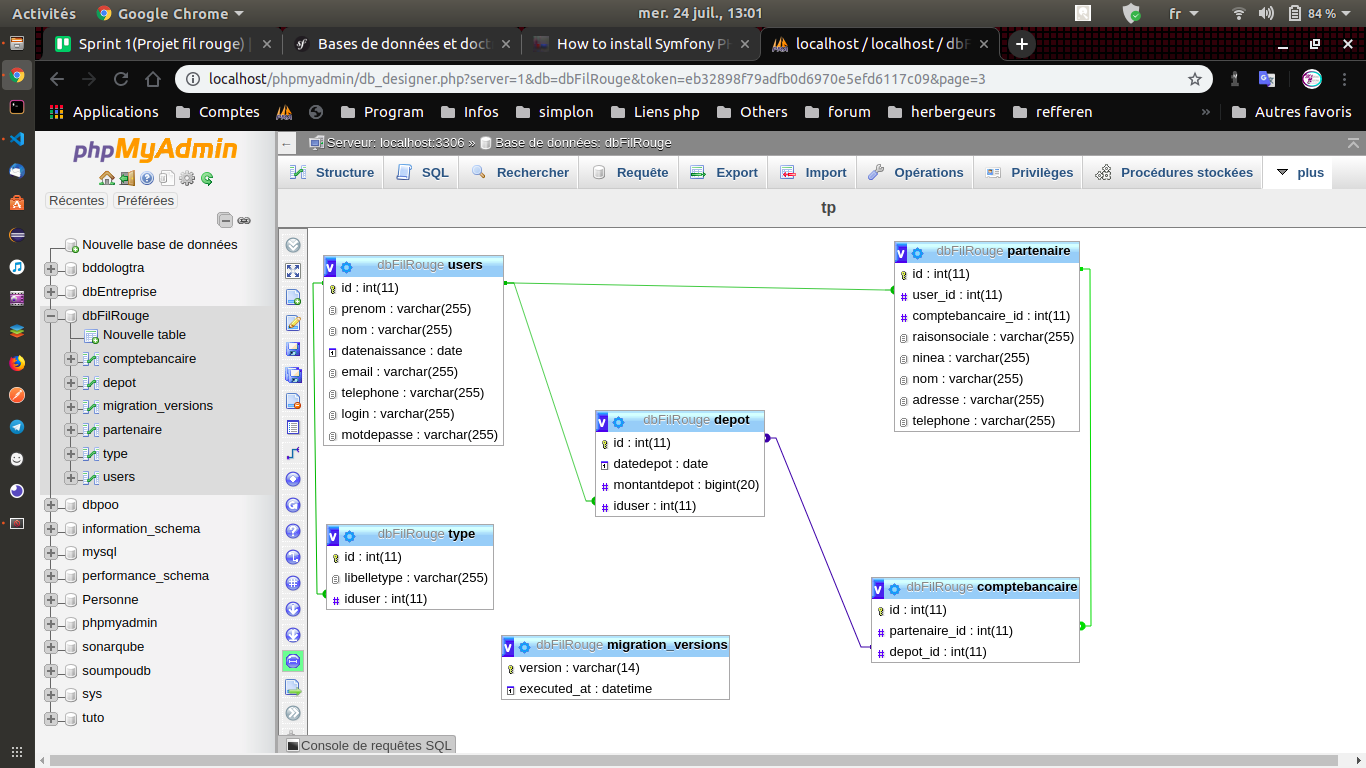 Activités Google Chrome mer. 24 juil., 13:01 fr 84 %
Sprint 1(Projet fil rouge) | Bases de données et doct How to install Symfony PH localhost / localhost / dbF
localhost/phpmyadmin/db_designer.php?server=1&db=dbFilRouge&token=eb32898f79adfb0d6970e5efd6117c09&page=3
Applications Comptes Program Infos simplon Liens php Others forum herbergeurs refferen » Autres favoris
phpMyAdmin
Récentes Préférées
Nouvelle base de données
bddologtra
dbEntreprise
dbFilRouge
Nouvelle table
comptebancaire
depot
migration_versions
partenaire
type
users
dbpoo
information_schema
mysql
performance_schema
Personne
phpmyadmin
sonarqube
soumpoudb
sys
tuto
Serveur: localhost:3306 » Base de données: dbFilRouge
Structure SQL Rechercher Requête Export Import Opérations Privilèges Procédures stockées plus
tp
dbFilRouge users
id : int(11)
prenom : varchar(255)
nom : varchar(255)
datenaissance : date
email : varchar(255)
telephone : varchar(255)
login : varchar(255)
motdepasse : varchar(255)
dbFilRouge partenaire
id : int(11)
user_id : int(11)
comptebancaire_id : int(11)
raisonsociale : varchar(255)
ninea : varchar(255)
nom : varchar(255)
adresse : varchar(255)
telephone : varchar(255)
dbFilRouge depot
id : int(11)
datedepot : date
montantdepot : bigint(20)
iduser : int(11)
dbFilRouge type
id : int(11)
libelletype : varchar(255)
iduser : int(11)
dbFilRouge comptebancaire
id : int(11)
partenaire_id : int(11)
depot_id : int(11)
dbFilRouge migration_versions
version : varchar(14)
executed_at : datetime
Console de requêtes SQL